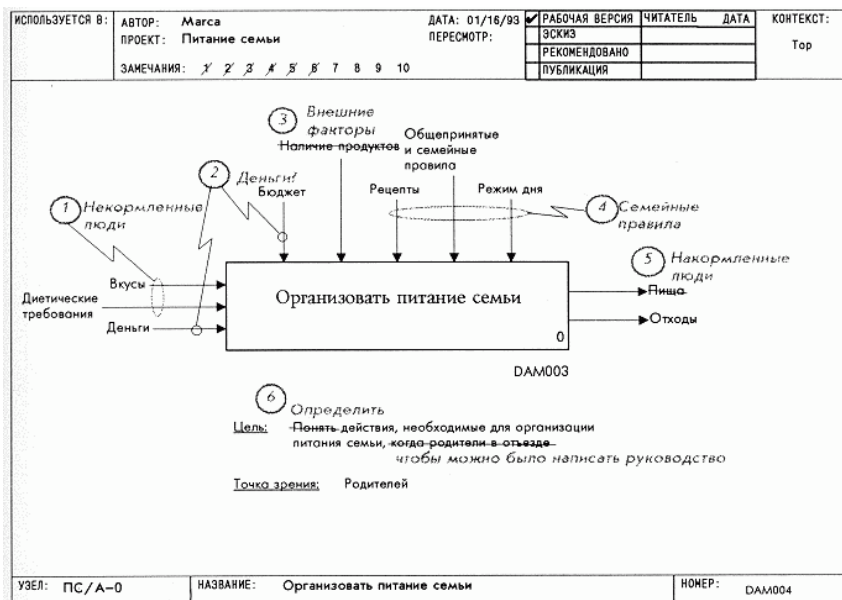 ИСПОЛЬЗУЕТСЯ В:
АВТОР: Marca
ПРОЕКТ: Питание семьи
ДАТА: 01/16/93
ПЕРЕСМОТР:
ЗАМЕЧАНИЯ: 1 2 3 4 5 6 7 8 9 10
✔ РАБОЧАЯ ВЕРСИЯ
ЭСКИЗ
РЕКОМЕНДОВАНО
ПУБЛИКАЦИЯ
ЧИТАТЕЛЬ ДАТА
КОНТЕКСТ:
Top
3 Внешние
факторы
Наличие продуктов
Общепринятые
и семейные
правила
2 Деньги!
Бюджет
Рецепты
Режим дня
1 Некормленные
люди
4 Семейные
правила
5 Накормленные
люди
Вкусы
Диетические
требования
Деньги
Организовать питание семьи
0
Пища
Отходы
DAM003
6 Определить
Цель: Понять действия, необходимые для организации
питания семьи, когда родители в отъезде
чтобы можно было написать руководство
Точка зрения: Родителей
УЗЕЛ: ПС/А-0
НАЗВАНИЕ: Организовать питание семьи
НОМЕР: DAM004